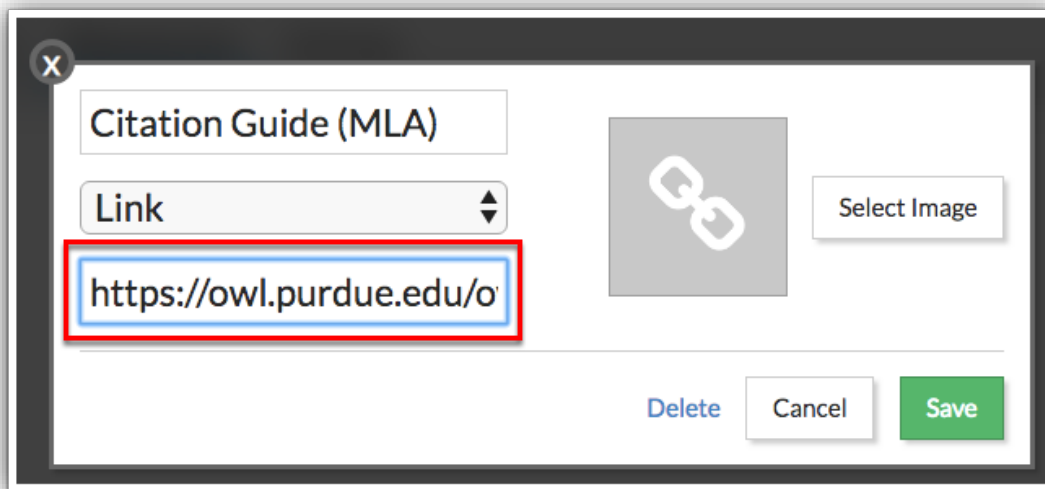 X
Citation Guide (MLA)
Link
Select Image
https://owl.purdue.edu/o
Delete
Cancel
Save